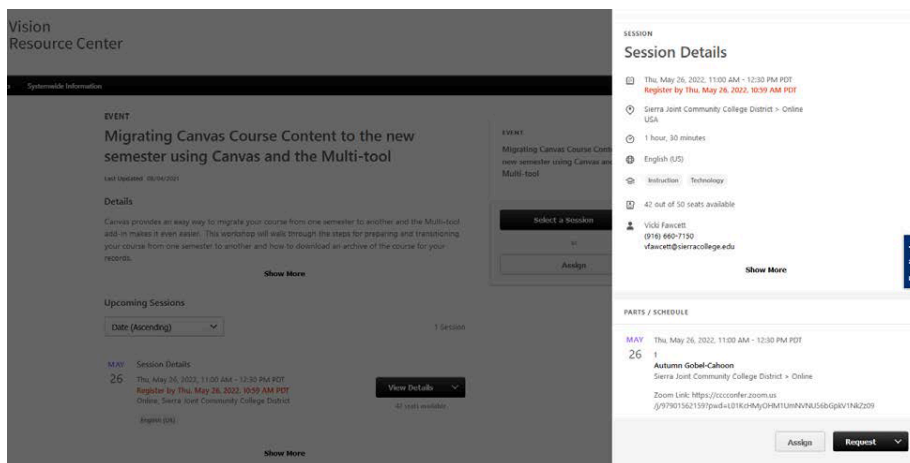 Vision
Resource Center
Systemwide Information
EVENT
Migrating Canvas Course Content to the new
semester using Canvas and the Multi-tool
Last Updated 08/04/2021
Details
Canvas provides an easy way to migrate your course from one semester to another and the Multi-tool
add-in makes it even easier. This workshop will walk through the steps for preparing and transitioning
your course from one semester to another and how to download an archive of the course for your
records.
Show More
Upcoming Sessions
Date (Ascending)
1 Session
MAY
26
Session Details
Thu, May 26, 2022, 11:00 AM - 12:30 PM PDT
Register by Thu, May 26, 2022, 10:59 AM PDT
Online, Sierra Joint Community College District
English (US)
View Details
42 seats available
Show More
EVENT
Migrating Canvas Course Cont
new semester using Canvas an
Multi-tool
Select a Session
or
Assign
SESSION
Session Details
Thu, May 26, 2022, 11:00 AM - 12:30 PM PDT
Register by Thu, May 26, 2022, 10:59 AM PDT
Sierra Joint Community College District > Online
USA
1 hour, 30 minutes
English (US)
Instruction Technology
42 out of 50 seats available
Vicki Fawcett
(916) 660-7150
vfawcett@sierracollege.edu
Show More
PARTS / SCHEDULE
MAY
26
Thu, May 26, 2022, 11:00 AM - 12:30 PM PDT
1
Autumn Gobel-Cahoon
Sierra Joint Community College District > Online
Zoom Link: https://cccconfer.zoom.us
Assign
Request